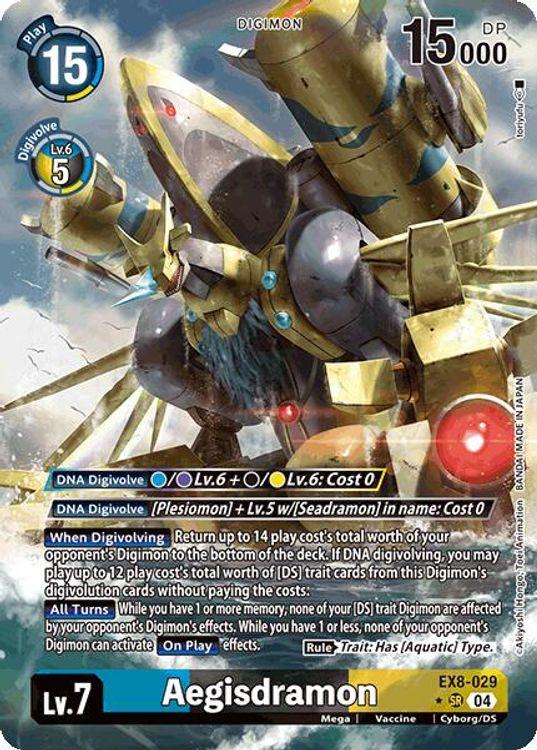 Play
DIGIMON
15
15000
DP
toriyufu
Digivolve
Lv.6
5
DNA Digivolve / Lv.6 + / Lv.6: Cost 0
DNA Digivolve [Plesiomon] + Lv.5 w/[Seadramon] in name: Cost 0
When Digivolving Return up to 14 play cost's total worth of your
opponent's Digimon to the bottom of the deck. If DNA digivolving, you may
play up to 12 play cost's total worth of [DS] trait cards from this Digimon's
digivolution cards without paying the costs:
All Turns While you have 1 or more memory, none of your [DS] trait Digimon are affected
by your opponent's Digimon's effects. While you have 1 or less, none of your opponent's
Digimon can activate On Play effects.
Rule Trait: Has [Aquatic] Type.
©Akiyoshi Hongo, Toei Animation BANDAI MADE IN JAPAN
Lv.7
Aegisdramon
EX8-029
SR 04
Mega | Vaccine | Cyborg/DS